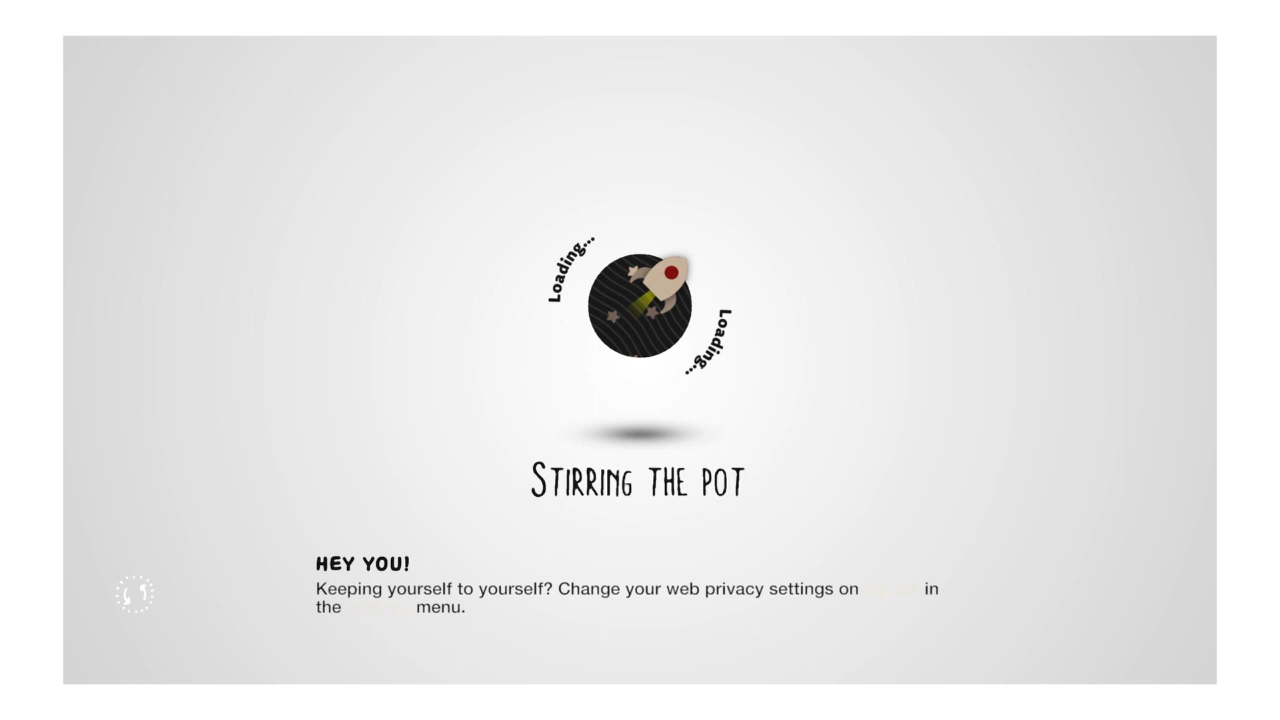 Loading...
Loading...
STIRRING THE POT
HEY YOU!
Keeping yourself to yourself? Change your web privacy settings on in
the menu.